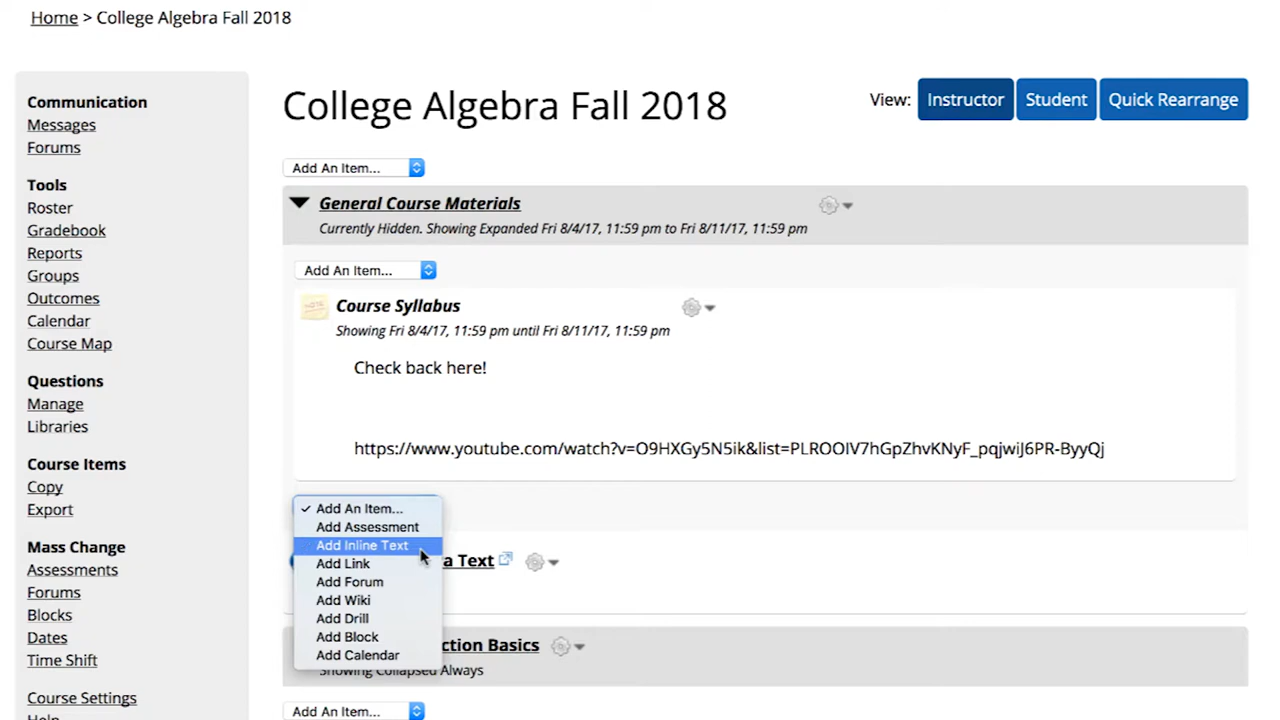 Home > College Algebra Fall 2018
Communication
Messages
Forums
Tools
Roster
Gradebook
Reports
Groups
Outcomes
Calendar
Course Map
Questions
Manage
Libraries
Course Items
Copy
Export
Mass Change
Assessments
Forums
Blocks
Dates
Time Shift
Course Settings
Help
College Algebra Fall 2018
View: Instructor Student Quick Rearrange
Add An Item...
General Course Materials
Currently Hidden. Showing Expanded Fri 8/4/17, 11:59 pm to Fri 8/11/17, 11:59 pm
Add An Item...
Course Syllabus
Showing Fri 8/4/17, 11:59 pm until Fri 8/11/17, 11:59 pm
Check back here!
https://www.youtube.com/watch?v=O9HXGy5N5ik&list=PLROOIV7hGpZhvKNyF_pqjwiJ6PR-ByyQj
✓ Add An Item...
Add Assessment
Add Inline Text
Add Link
Add Forum
Add Wiki
Add Drill
Add Block
Add Calendar
a Text
ction Basics
Showing Collapsed Always
Add An Item...